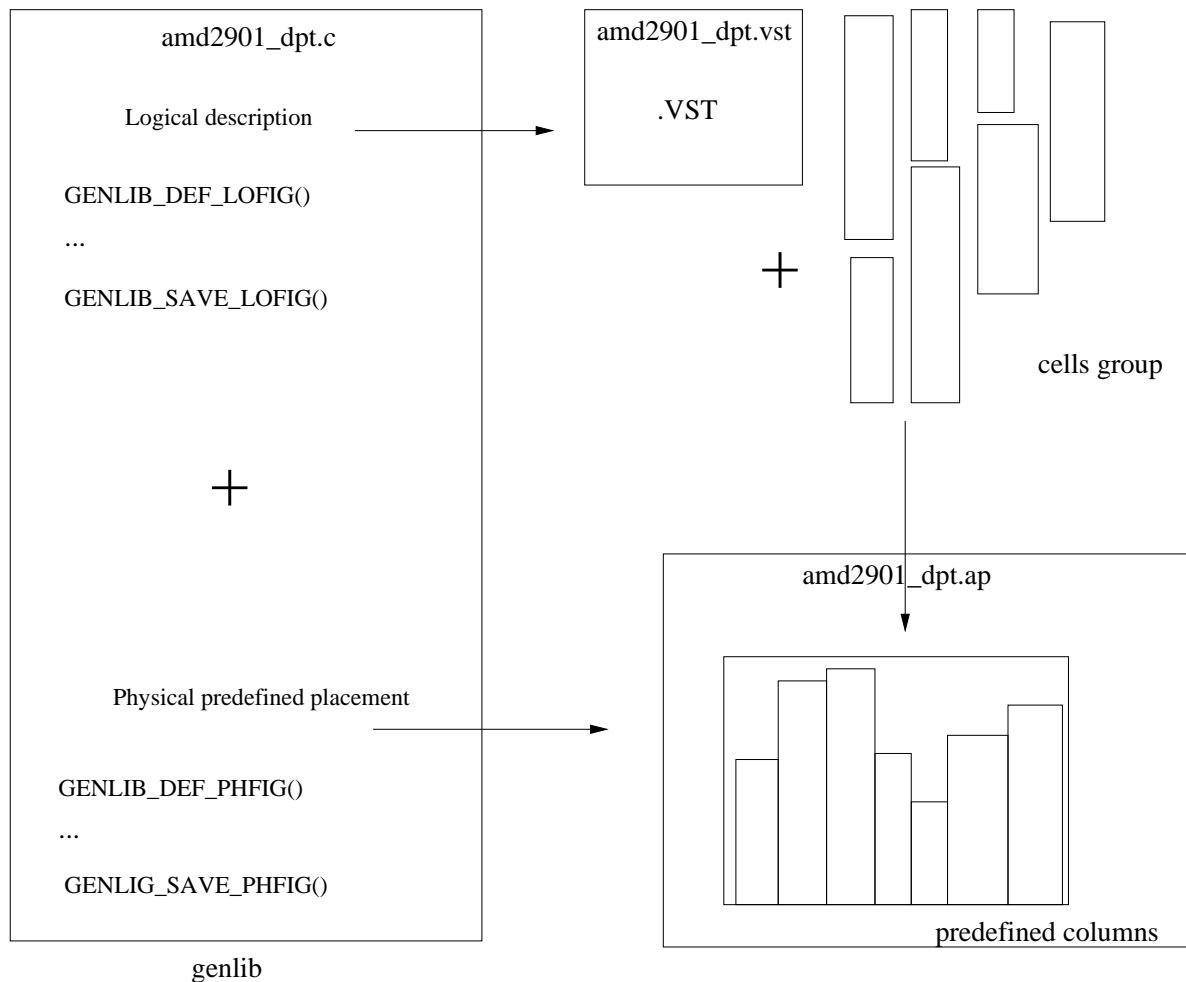 amd2901_dpt.c
Logical description
GENLIB_DEF_LOFIG()
...
GENLIB_SAVE_LOFIG()
+
Physical predefined placement
GENLIB_DEF_PHFIG()
...
GENLIG_SAVE_PHFIG()
genlib
amd2901_dpt.vst
.VST
+
cells group
amd2901_dpt.ap
predefined columns